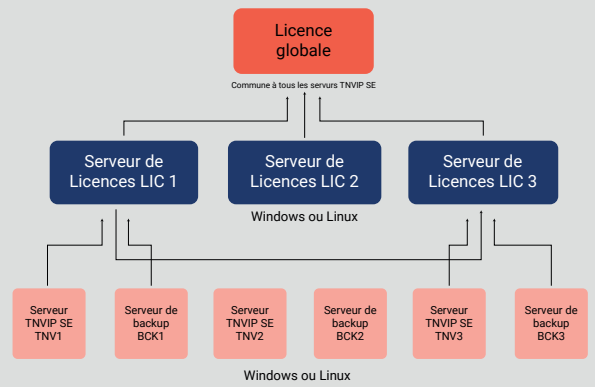 Licence
globale
Commune à tous les servurs TNVIP SE
Serveur de
Licences LIC 1
Serveur de
Licences LIC 2
Serveur de
Licences LIC 3
Windows ou Linux
Serveur
TNVIP SE
TNV1
Serveur de
backup
BCK1
Serveur
TNVIP SE
TNV2
Serveur de
backup
BCK2
Serveur
TNVIP SE
TNV3
Serveur de
backup
BCK3
Windows ou Linux